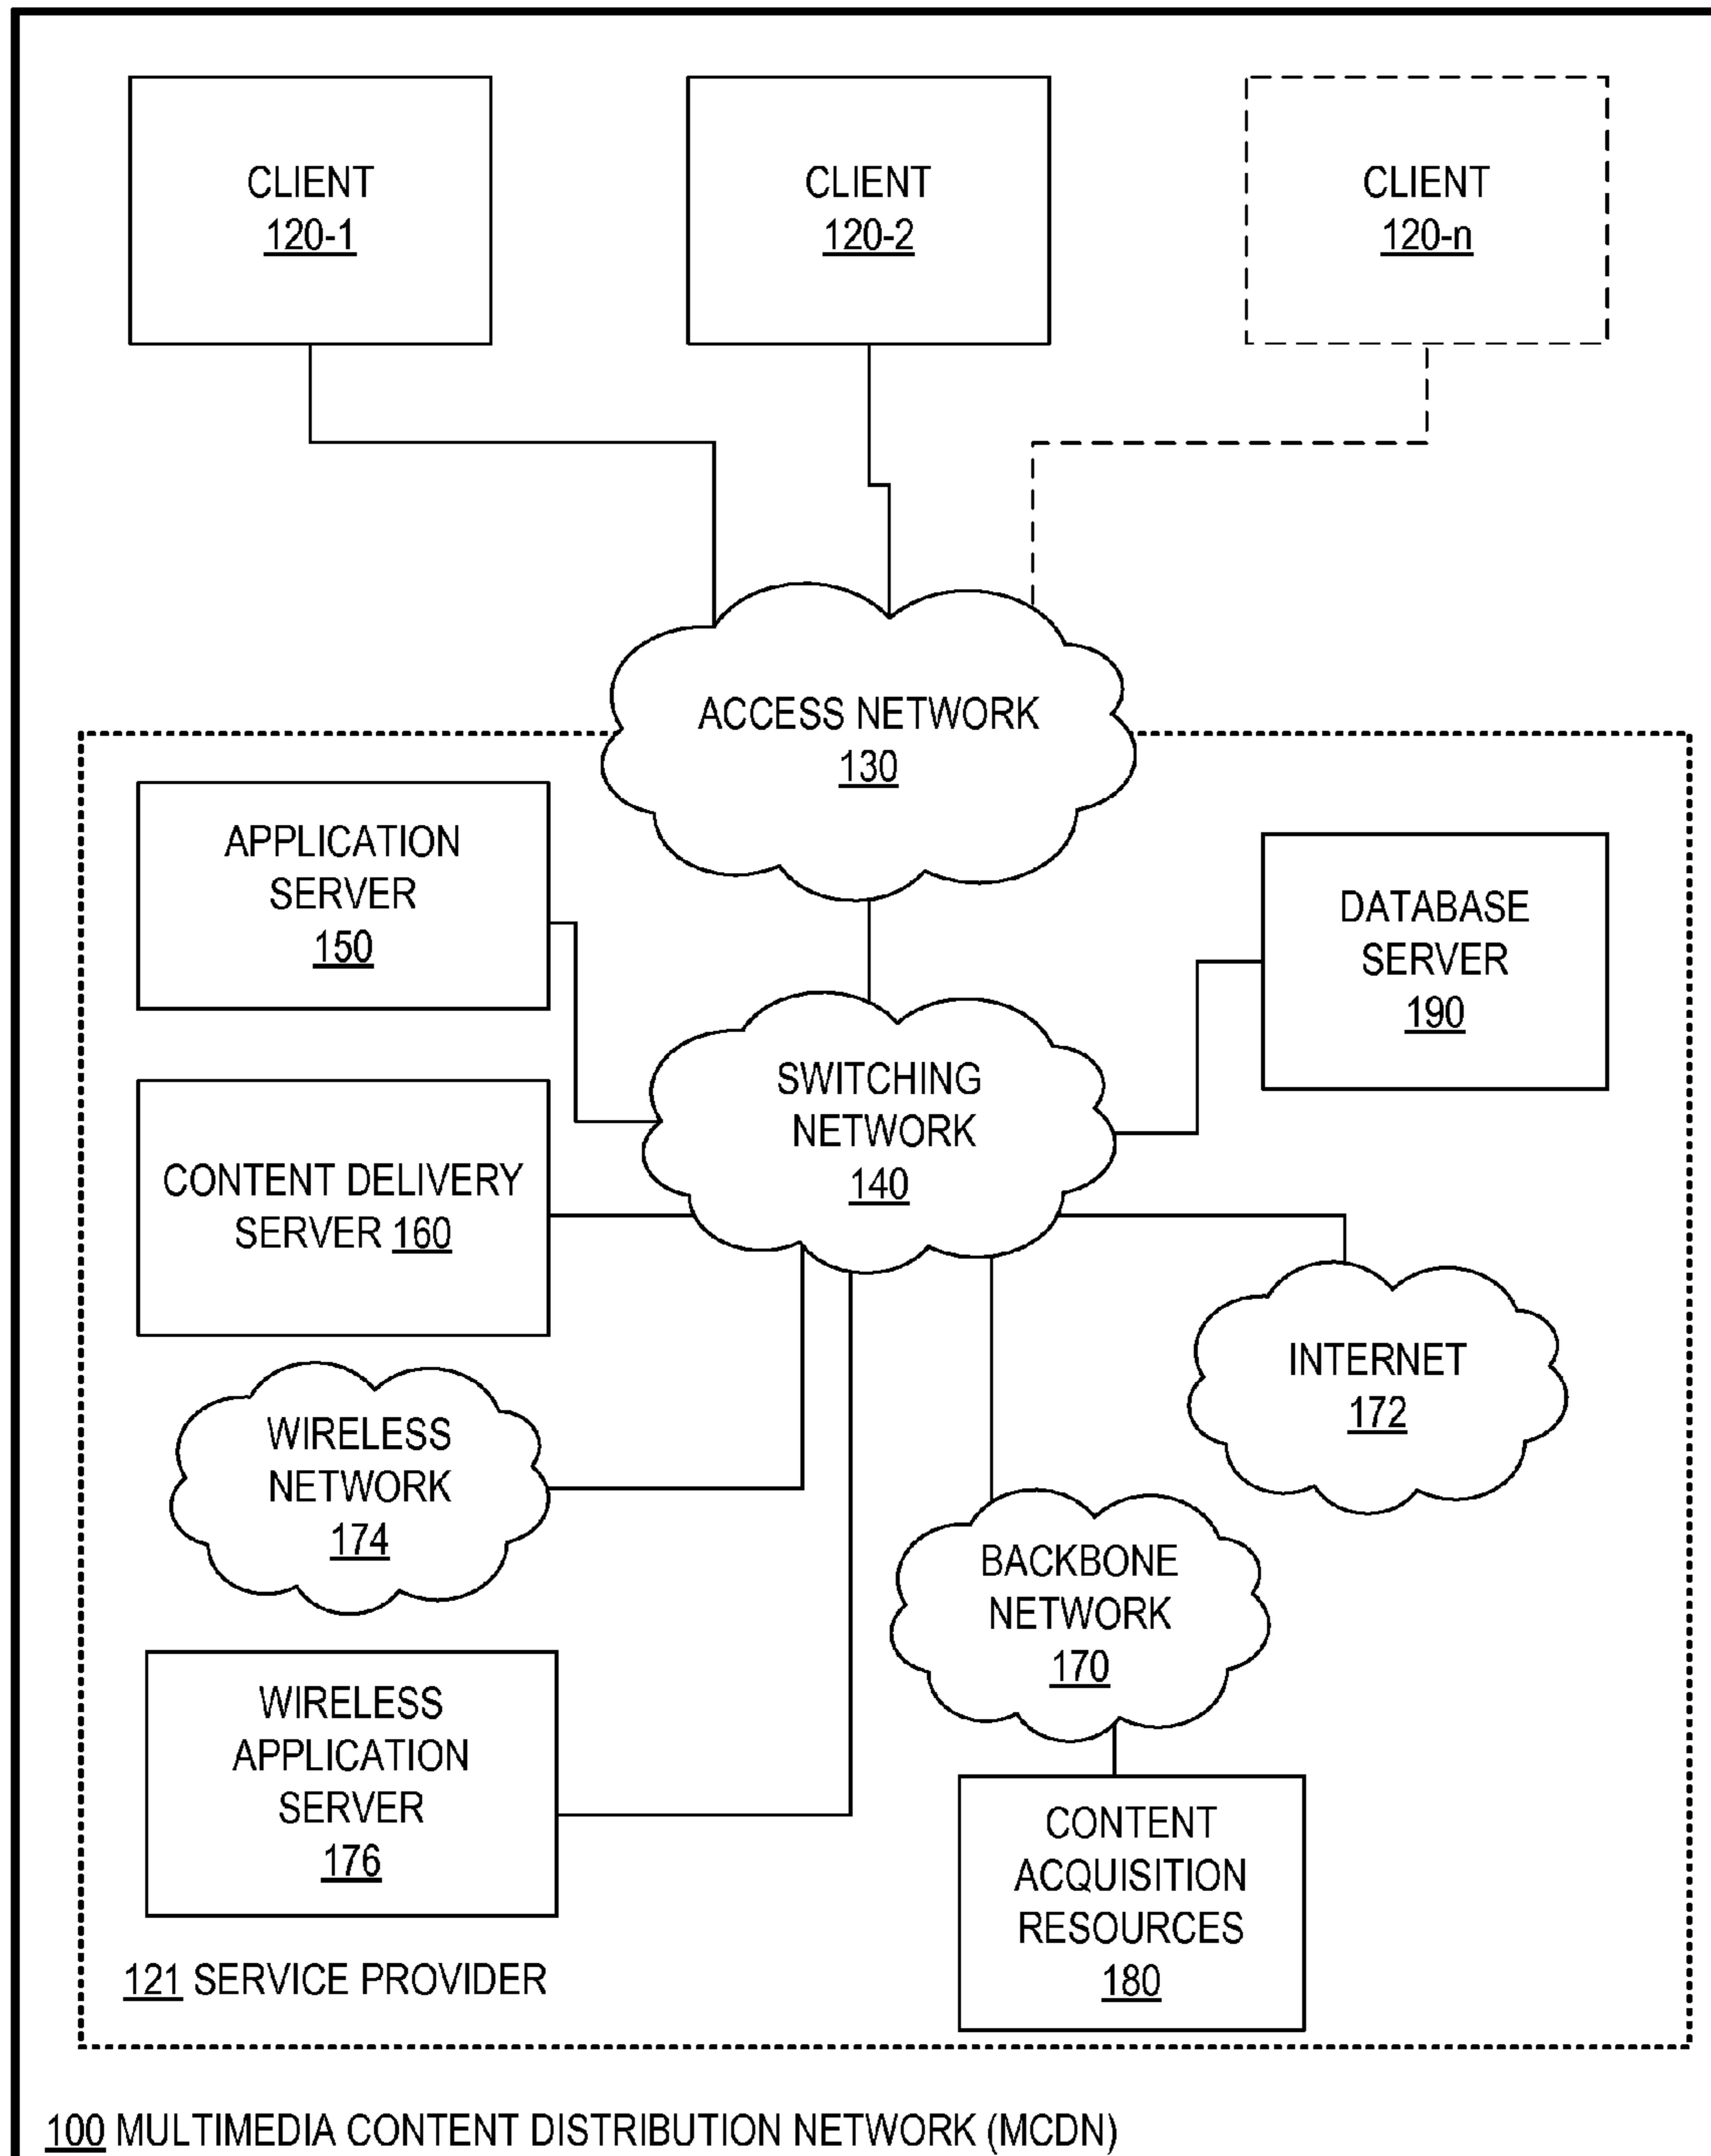 CLIENT
120-1
CLIENT
120-2
CLIENT
120-n
ACCESS NETWORK
130
APPLICATION
SERVER
150
DATABASE
SERVER
190
SWITCHING
NETWORK
140
CONTENT DELIVERY
SERVER 160
INTERNET
172
WIRELESS
NETWORK
174
BACKBONE
NETWORK
170
WIRELESS
APPLICATION
SERVER
176
CONTENT
ACQUISITION
RESOURCES
180
121 SERVICE PROVIDER
100 MULTIMEDIA CONTENT DISTRIBUTION NETWORK (MCDN)